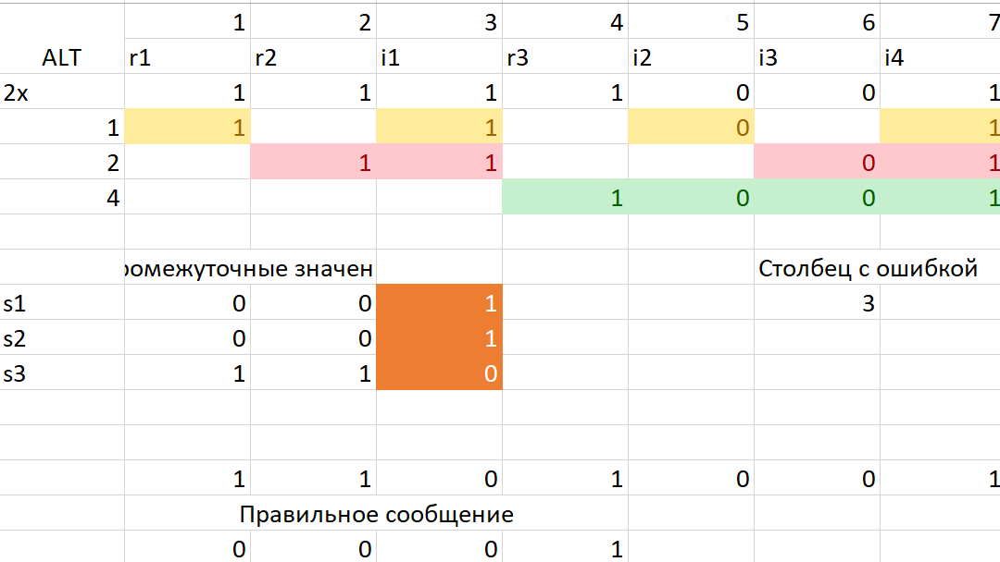 1 2 3 4 5 6 7
ALT r1 r2 i1 r3 i2 i3 i4
2x 1 1 1 1 0 0 1
1 1 1 0 1
2 1 1 0 1
4 1 0 0 1
ромежуточные значен Столбец с ошибкой
s1 0 0 1 3
s2 0 0 1
s3 1 1 0
1 1 0 1 0 0 1
Правильное сообщение
0 0 0 1